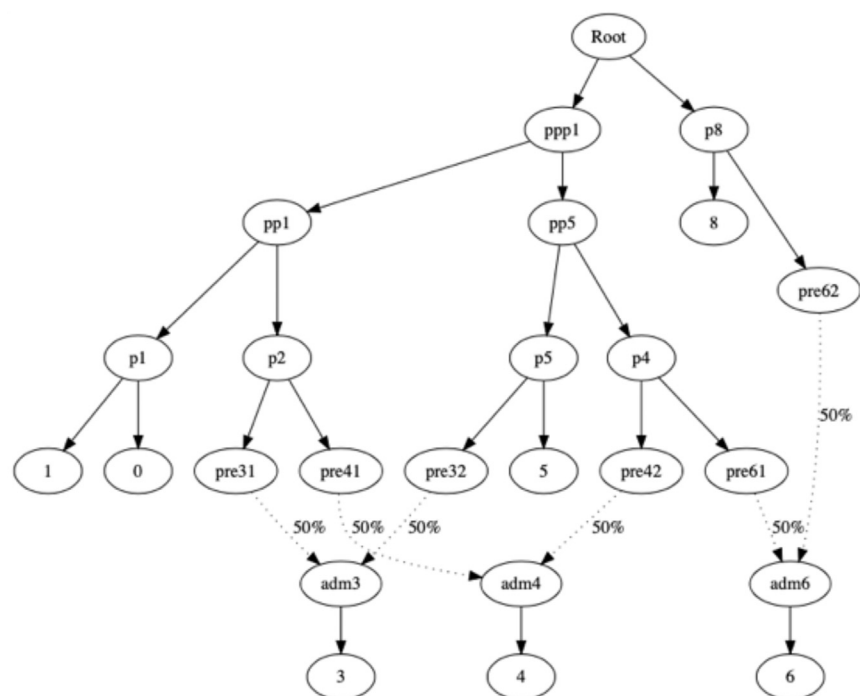 Root
ppp1 p8
pp1 pp5 8
pre62
p1 p2 p5 p4
50%
1 0 pre31 pre41 pre32 5 pre42 pre61
50% 50% 50% 50% 50%
adm3 adm4 adm6
3 4 6